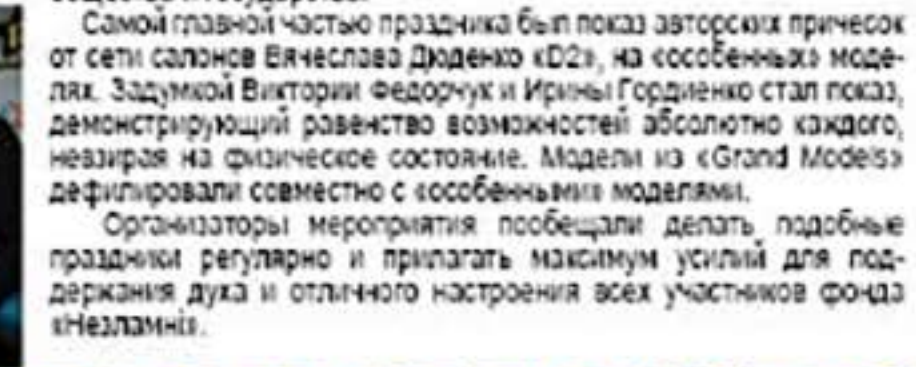 Самой главной частью праздника был показ авторских причесок
от сети салонов Вячеслава Дюденко «D2», на «особенных» моде-
лях. Задумкой Виктории Федорчук и Ирины Гордиенко стал показ,
демонстрирующий равенство возможностей абсолютно каждого,
невзирая на физическое состояние. Модели из «Grand Models»
дефилировали совместно с «особенными» моделями.
Организаторы мероприятия пообещали делать подобные
праздники регулярно и прилагать максимум усилий для под-
держания духа и отличного настроения всех участников фонда
«Незламні».